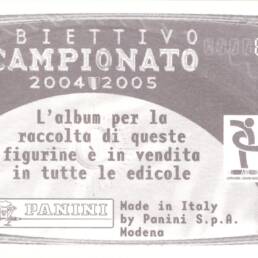 OBIETTIVO
CAMPIONATO
2004 2005
L'album per la
raccolta di queste
figurine è in vendita
in tutte le edicole
PANINI
Made in Italy
by Panini S.p.A.
Modena